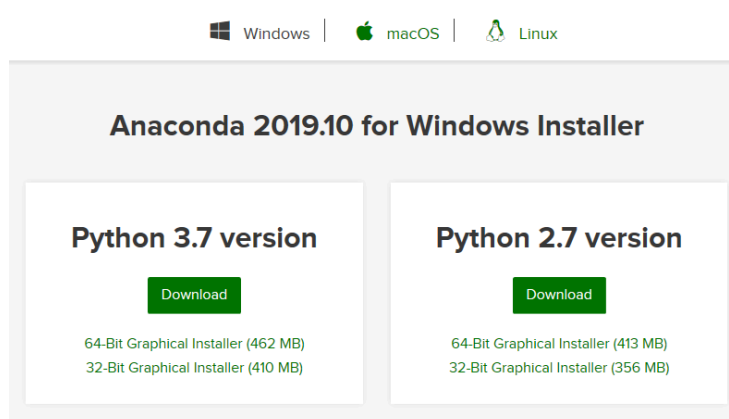 Windows macOS Linux
Anaconda 2019.10 for Windows Installer
Python 3.7 version
Download
64-Bit Graphical Installer (462 MB)
32-Bit Graphical Installer (410 MB)
Python 2.7 version
Download
64-Bit Graphical Installer (413 MB)
32-Bit Graphical Installer (356 MB)